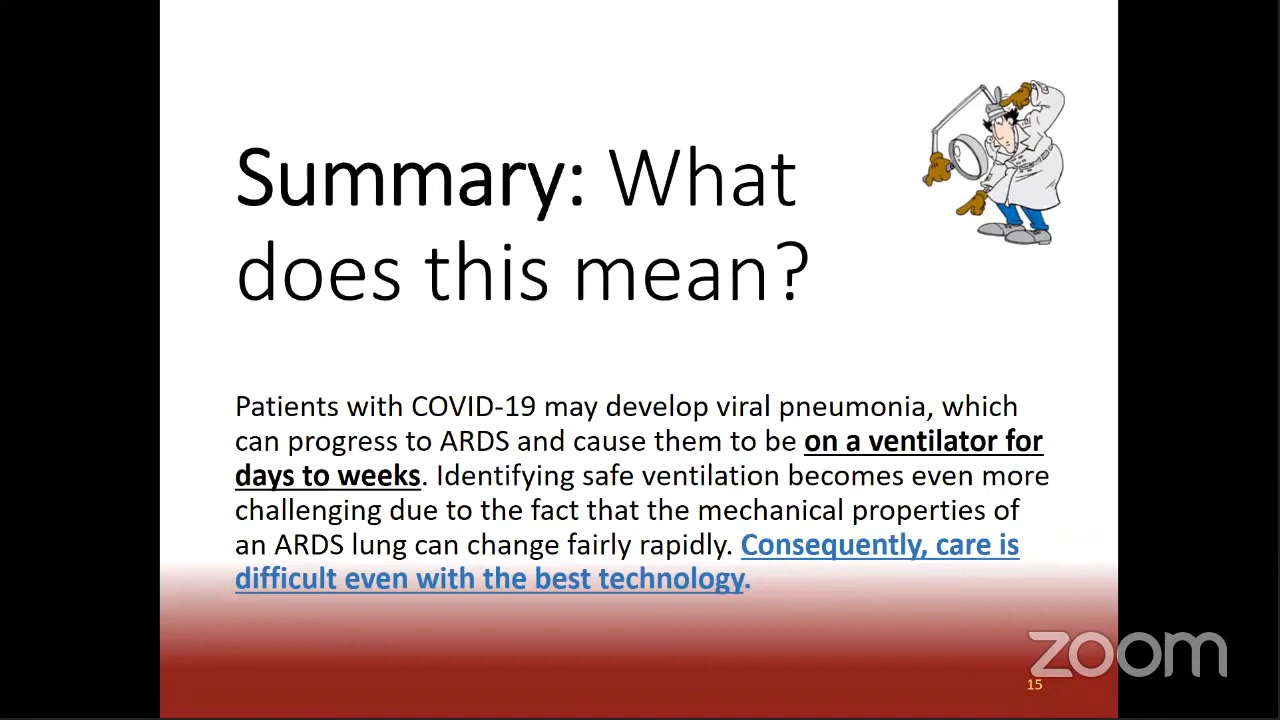 Summary: What
does this mean?
Patients with COVID-19 may develop viral pneumonia, which
can progress to ARDS and cause them to be on a ventilator for
days to weeks. Identifying safe ventilation becomes even more
challenging due to the fact that the mechanical properties of
an ARDS lung can change fairly rapidly. Consequently, care is
difficult even with the best technology.
zoom
15